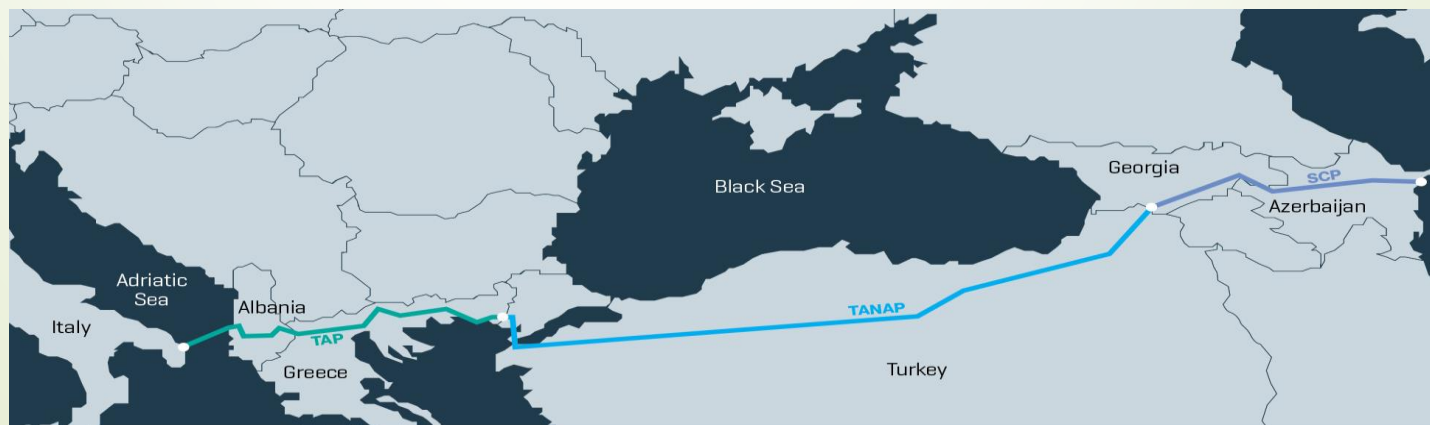 Georgia
SCP
Black Sea
Azerbaijan
Adriatic
Sea
Albania
TANAP
Italy
TAP
Greece
Turkey